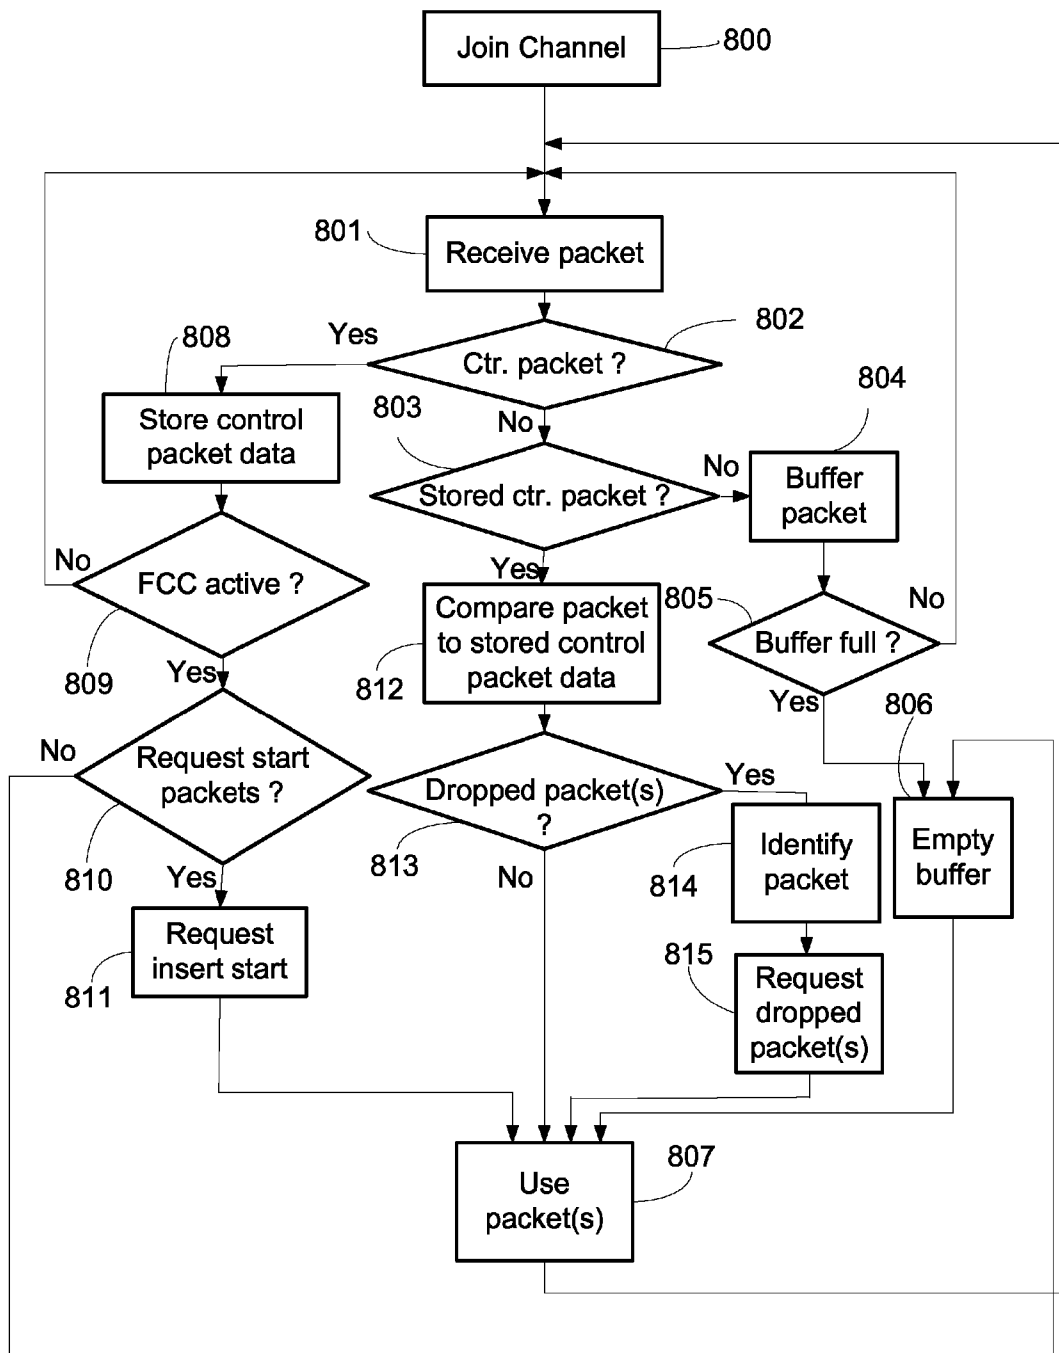 Join Channel
800
801
Receive packet
Yes
802
Ctr. packet ?
808
804
803
No
Store control
packet data
No
Stored ctr. packet ?
Buffer
packet
No
FCC active ?
Yes
Compare packet
to stored control
packet data
805
No
Buffer full ?
809
Yes
812
Yes
806
No
Request start
packets ?
Yes
Dropped packet(s)
?
Identify
packet
Empty
buffer
810
Yes
813
No
814
Request
insert start
815
Request
dropped
packet(s)
811
807
Use
packet(s)